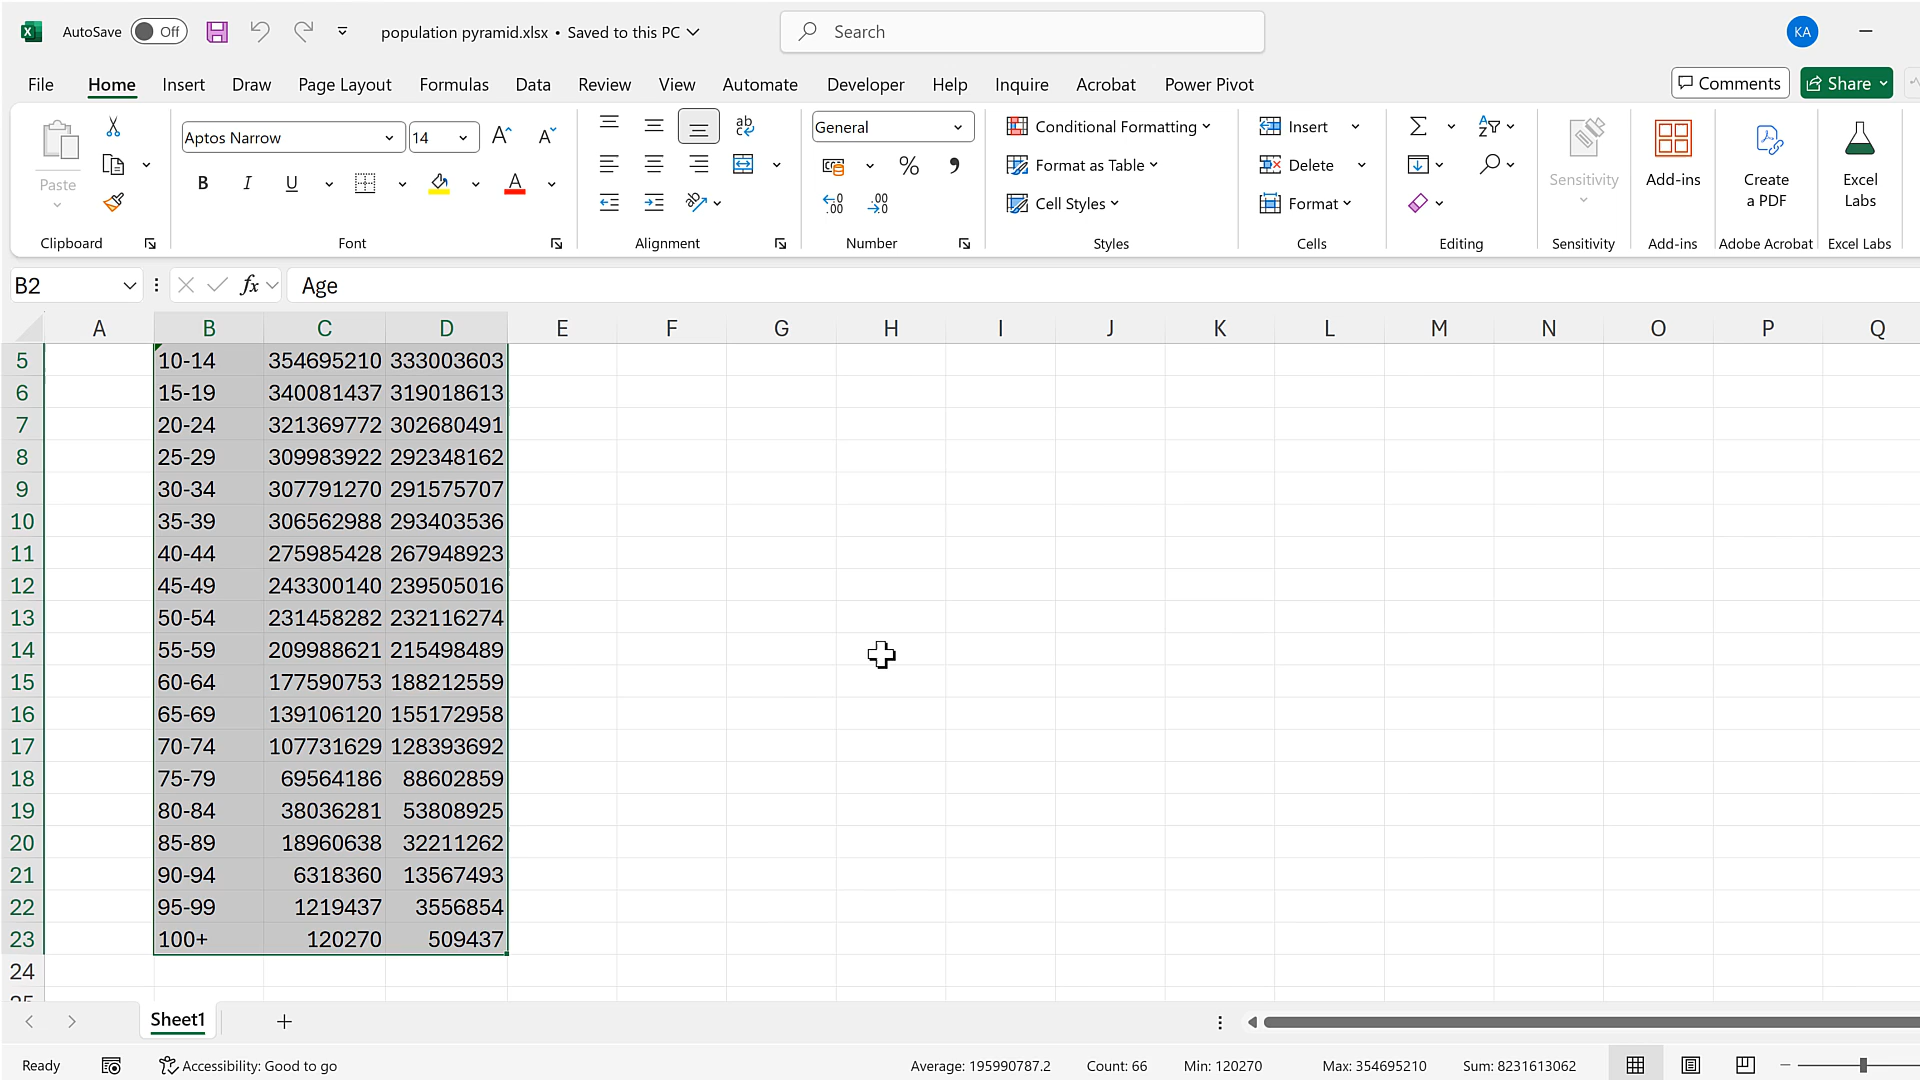 AutoSave Off population pyramid.xlsx • Saved to this PC Search KA
File Home Insert Draw Page Layout Formulas Data Review View Automate Developer Help Inquire Acrobat Power Pivot Comments Share
Paste
Clipboard
Aptos Narrow 14
B I U A
Font
ab
Alignment
General
%
Number
Conditional Formatting
Format as Table
Cell Styles
Styles
Insert
Delete
Format
Cells
Editing
Sensitivity
Sensitivity
Add-ins
Add-ins
Create
a PDF
Adobe Acrobat
Excel
Labs
Excel Labs
B2 fx Age
A B C D E F G H I J K L M N O P Q
5 10-14 354695210 333003603
6 15-19 340081437 319018613
7 20-24 321369772 302680491
8 25-29 309983922 292348162
9 30-34 307791270 291575707
10 35-39 306562988 293403536
11 40-44 275985428 267948923
12 45-49 243300140 239505016
13 50-54 231458282 232116274
14 55-59 209988621 215498489
15 60-64 177590753 188212559
16 65-69 139106120 155172958
17 70-74 107731629 128393692
18 75-79 69564186 88602859
19 80-84 38036281 53808925
20 85-89 18960638 32211262
21 90-94 6318360 13567493
22 95-99 1219437 3556854
23 100+ 120270 509437
24
Sheet1
Ready Accessibility: Good to go Average: 195990787.2 Count: 66 Min: 120270 Max: 354695210 Sum: 8231613062